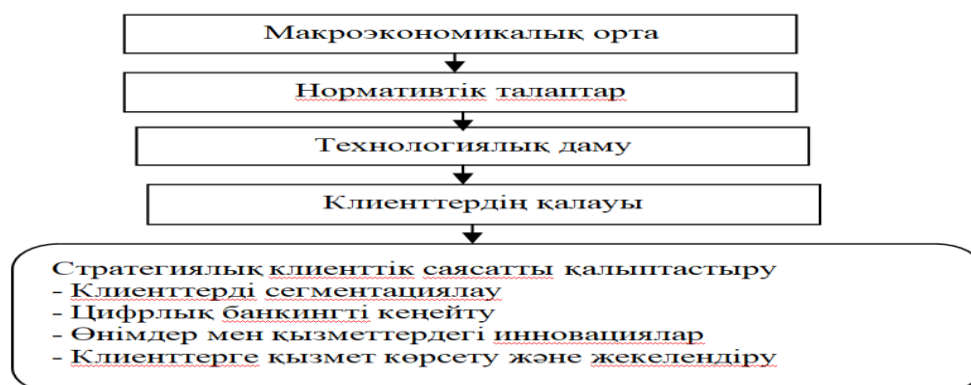 Макроэкономикалық орта
Нормативтік талаптар
Технологиялық даму
Клиенттердің қалауы
Стратегиялық клиенттік саясатты қалыптастыру
- Клиенттерді сегментациялау
- Цифрлық банкингті кеңейту
- Өнімдер мен қызметтердегі инновациялар
- Клиенттерге қызмет көрсету және жекелендіру